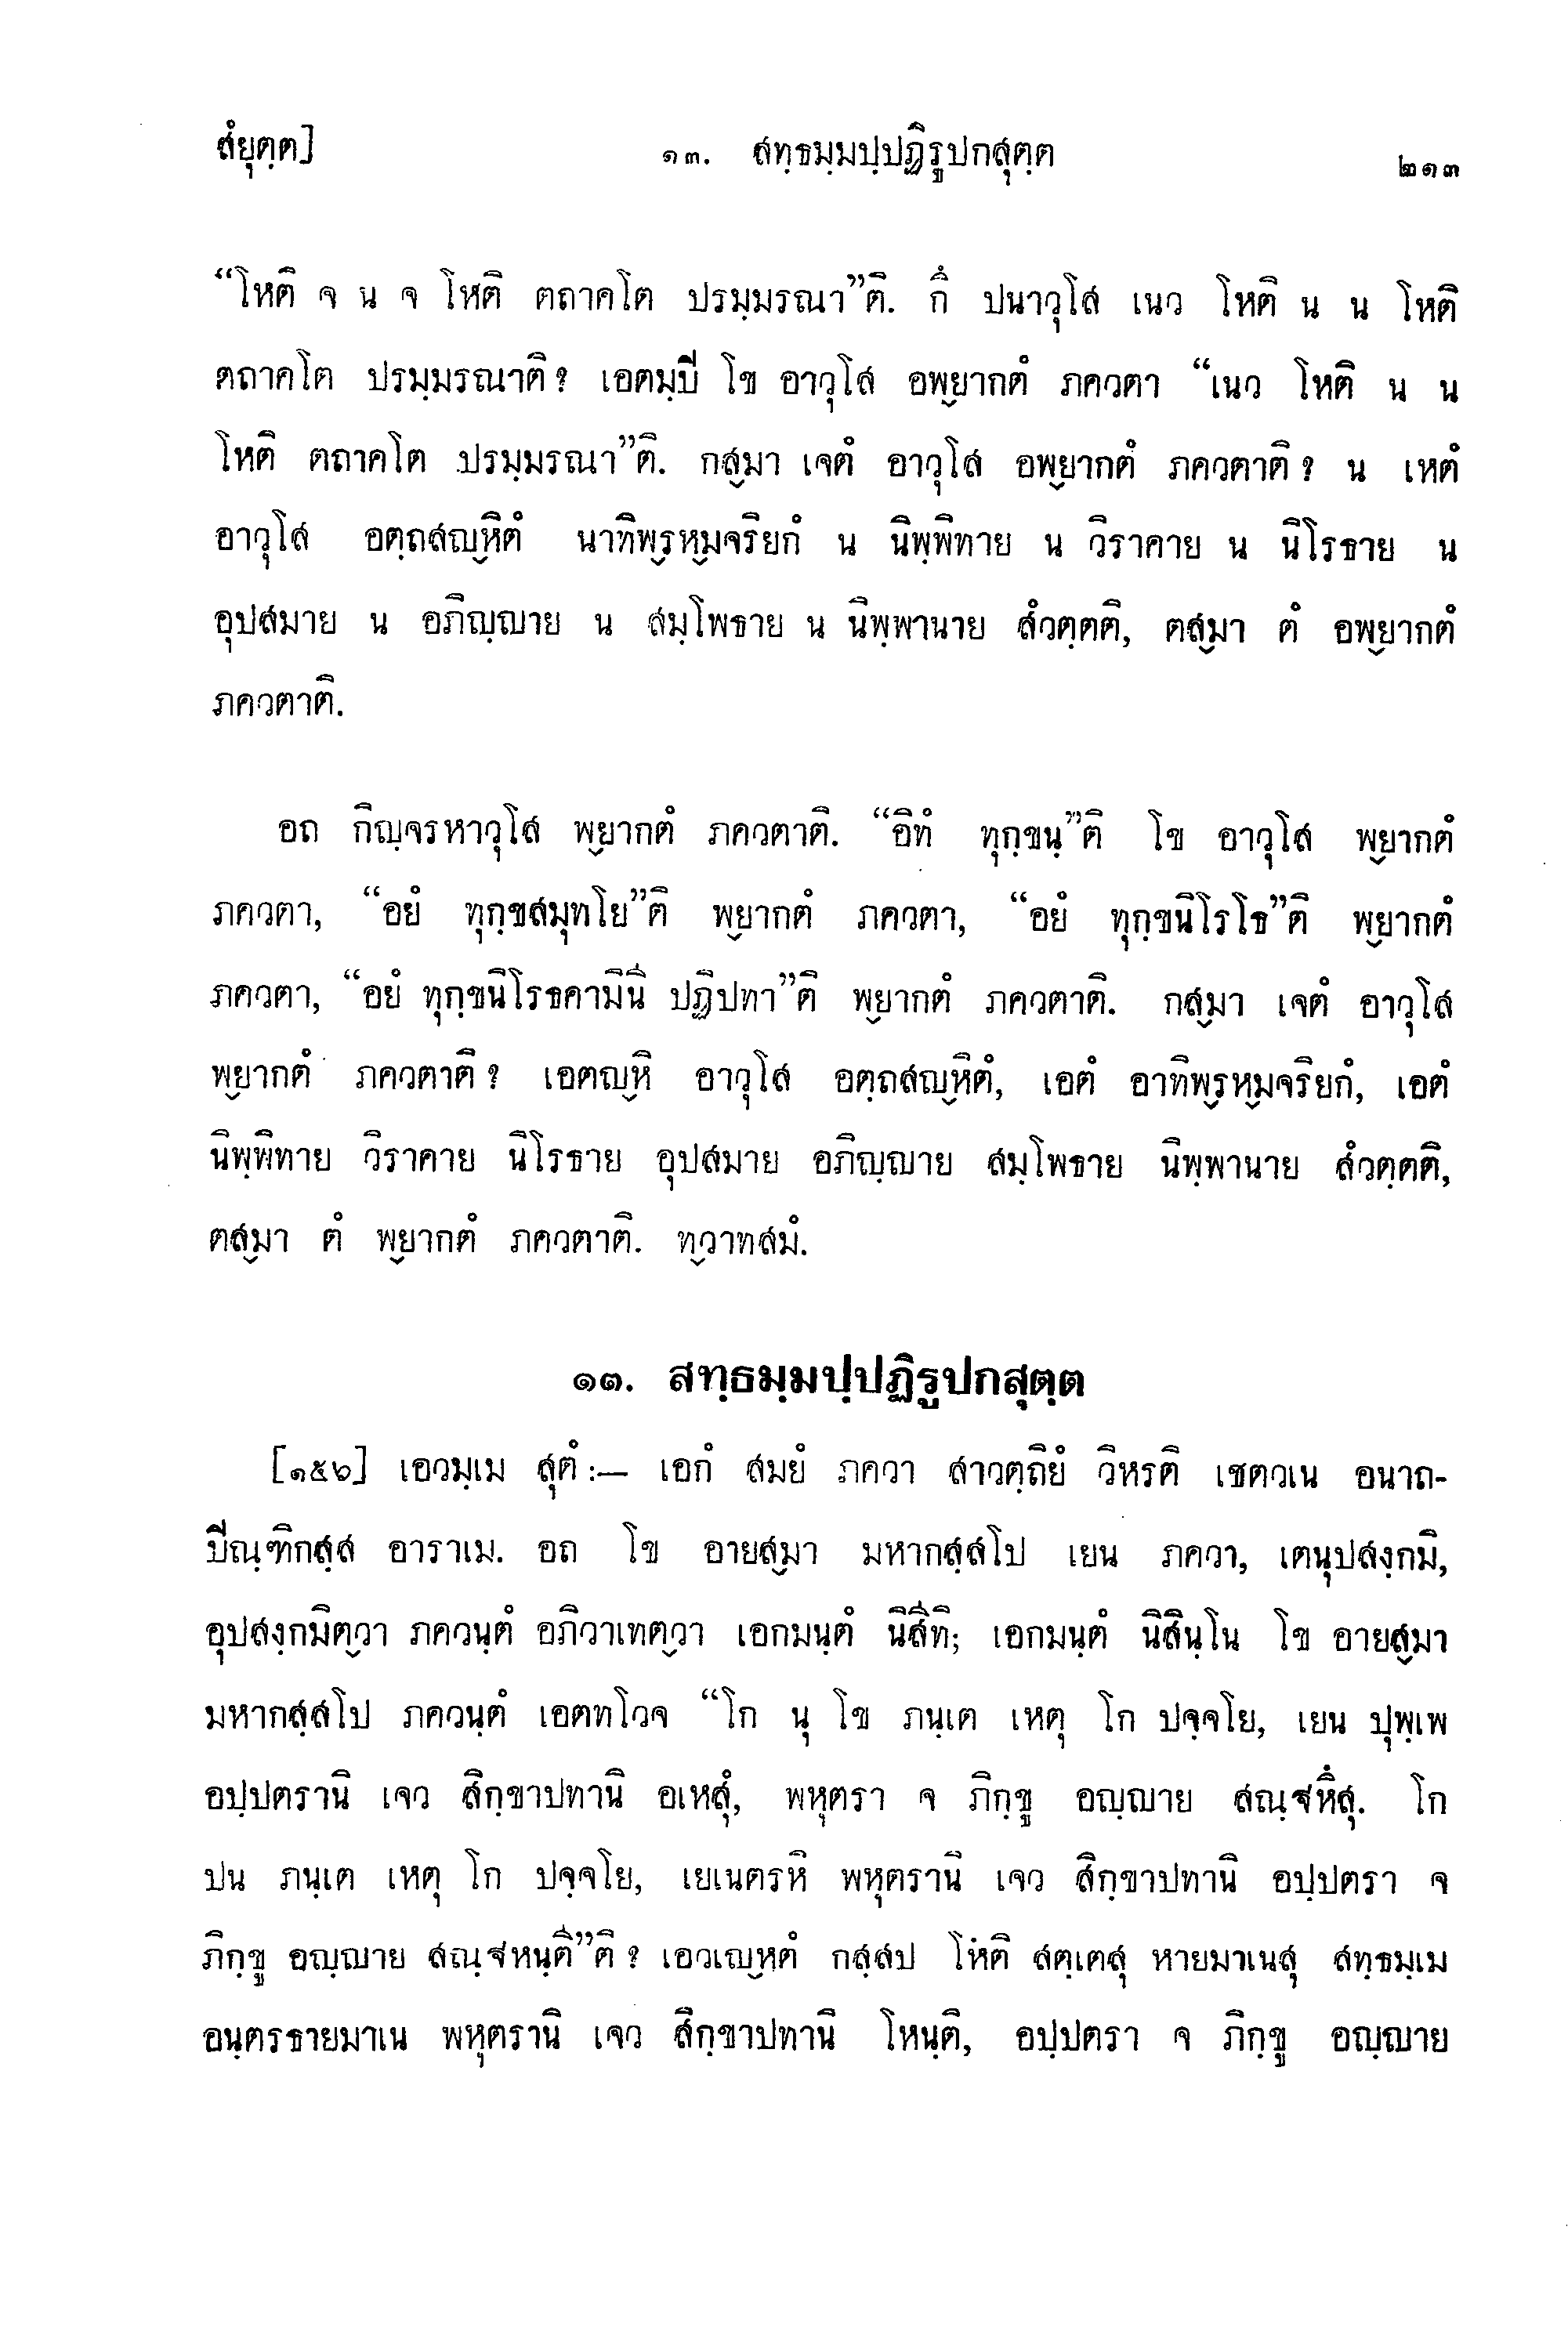 สํยุตฺต]
๑๓. สทฺธมฺมปฺปฏิรูปกสุตฺต
๒๑๓
“โหติ จ น จ โหติ ตถาคโต ปรมฺมรณา”ติ. กึ ปนาวุโส เนว โหติ น น โหติ
ตถาคโต ปรมฺมรณาติ? เอตมฺปิ โข อาวุโส อพฺยากตํ ภควตา “เนว โหติ น น
โหติ ตถาคโต ปรมฺมรณา”ติ. กสฺมา เจตํ อาวุโส อพฺยากตํ ภควตาติ? น เหตํ
อาวุโส อตฺถสญฺหิตํ นาทิพฺรหฺมจริยกํ น นิพฺพิทาย น วิราคาย น นิโรธาย น
อุปสมาย น อภิญฺญาย น สมฺโพธาย น นิพฺพานาย สํวตฺตติ, ตสฺมา ตํ อพฺยากตํ
ภควตาติ.
อถ กิญฺจรหาวุโส พฺยากตํ ภควตาติ. “อิทํ ทุกฺขนฺ”ติ โข อาวุโส พฺยากตํ
ภควตา, “อยํ ทุกฺขสมุทโย”ติ พฺยากตํ ภควตา, “อยํ ทุกฺขนิโรโธ”ติ พฺยากตํ
ภควตา, “อยํ ทุกฺขนิโรธคามินี ปฏิปทา”ติ พฺยากตํ ภควตาติ. กสฺมา เจตํ อาวุโส
พฺยากตํ ภควตาติ? เอตญฺหิ อาวุโส อตฺถสญฺหิตํ, เอตํ อาทิพฺรหฺมจริยกํ, เอตํ
นิพฺพิทาย วิราคาย นิโรธาย อุปสมาย อภิญฺญาย สมฺโพธาย นิพฺพานาย สํวตฺตติ,
ตสฺมา ตํ พฺยากตํ ภควตาติ. ทฺวาทสมํ.
๑๓. สทฺธมฺมปฺปฏิรูปกสุตฺต
[๑๕๖] เอวมฺเม สุตํ :— เอกํ สมยํ ภควา สาวตฺถิยํ วิหรติ เชตวเน อนาถ-
ปิณฺฑิกสฺส อาราเม. อถ โข อายสฺมา มหากสฺสโป เยน ภควา, เตนุปสงฺกมิ,
อุปสงฺกมิตฺวา ภควนฺตํ อภิวาเทตฺวา เอกมนฺตํ นิสีทิ; เอกมนฺตํ นิสินฺโน โข อายสฺมา
มหากสฺสโป ภควนฺตํ เอตทโวจ “โก นุ โข ภนฺเต เหตุ โก ปจฺจโย, เยน ปุพฺเพ
อปฺปตรานิ เจว สิกฺขาปทานิ อเหสุํ, พหุตรา จ ภิกฺขู อญฺญาย สณฺฐหึสุ. โก
ปน ภนฺเต เหตุ โก ปจฺจโย, เยเนตรหิ พหุตรานิ เจว สิกฺขาปทานิ อปฺปตรา จ
ภิกฺขู อญฺญาย สณฺฐหนฺตี”ติ? เอวเญฺหตํ กสฺสป โหติ สตฺเตสุ หายมาเนสุ สทฺธมฺเม
อนฺตรธายมาเน พหุตรานิ เจว สิกฺขาปทานิ โหนฺติ, อปฺปตรา จ ภิกฺขู อญฺญาย